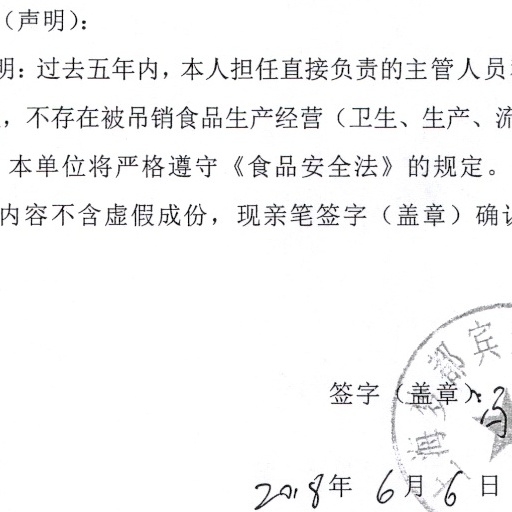 （声明）：
明：过去五年内，本人担任直接负责的主管人员
，不存在被吊销食品生产经营（卫生、生产、流
本单位将严格遵守《食品安全法》的规定。
内容不含虚假成份，现亲笔签字（盖章）确认
签字（盖章）：
2018年 6月 6日